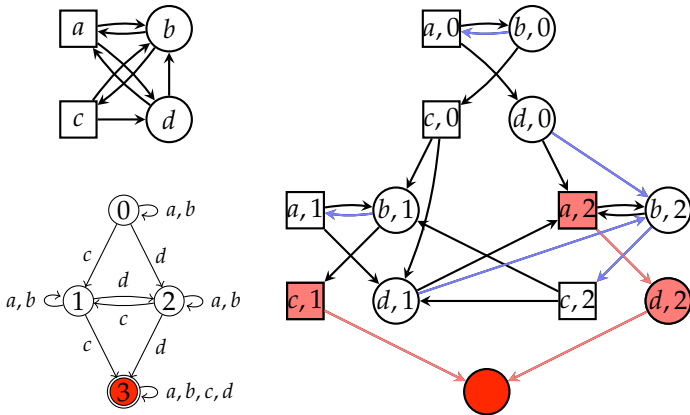 a b
c d
0 a, b
c d
a, b 1 d c 2 a, b
c d
3 a, b, c, d
a, 0 b, 0
c, 0 d, 0
a, 1 b, 1 a, 2 b, 2
c, 1 d, 1 c, 2 d, 2